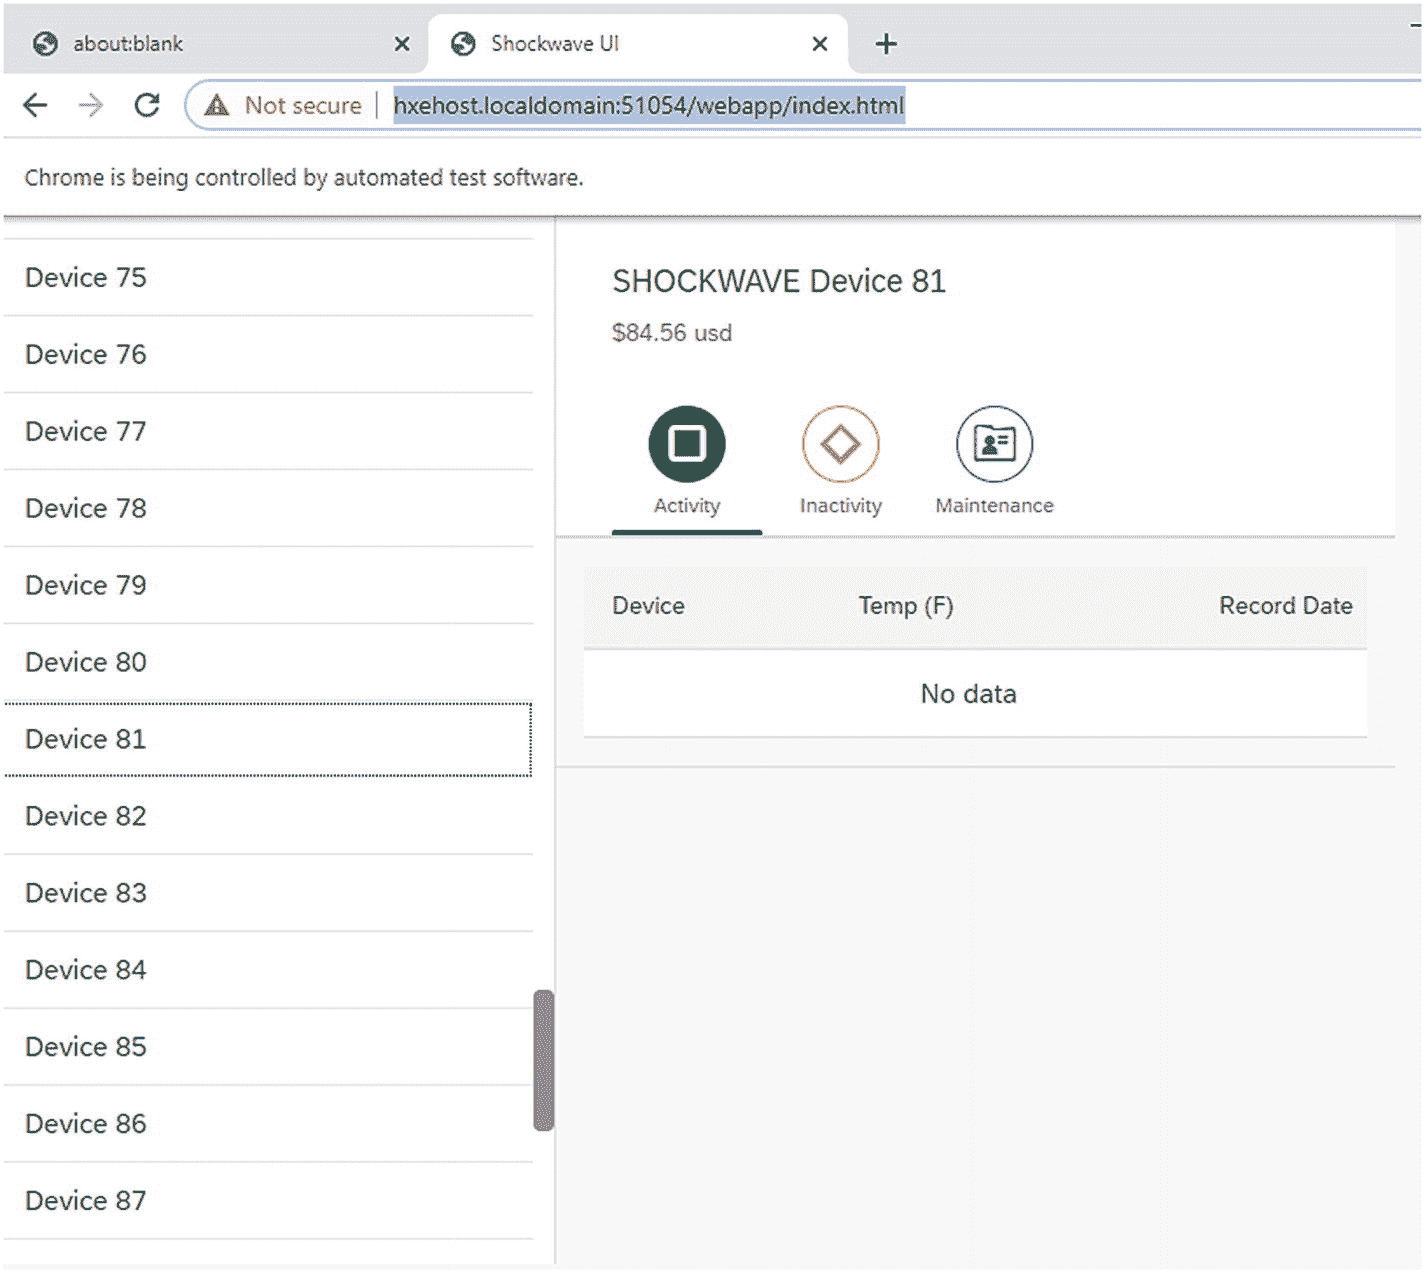 about:blank
Shockwave UI
Not secure | hxehost.localdomain:51054/webapp/index.html
Chrome is being controlled by automated test software.
Device 75
Device 76
Device 77
Device 78
Device 79
Device 80
Device 81
Device 82
Device 83
Device 84
Device 85
Device 86
Device 87
SHOCKWAVE Device 81
$84.56 usd
Activity Inactivity Maintenance
Device Temp (F) Record Date
No data